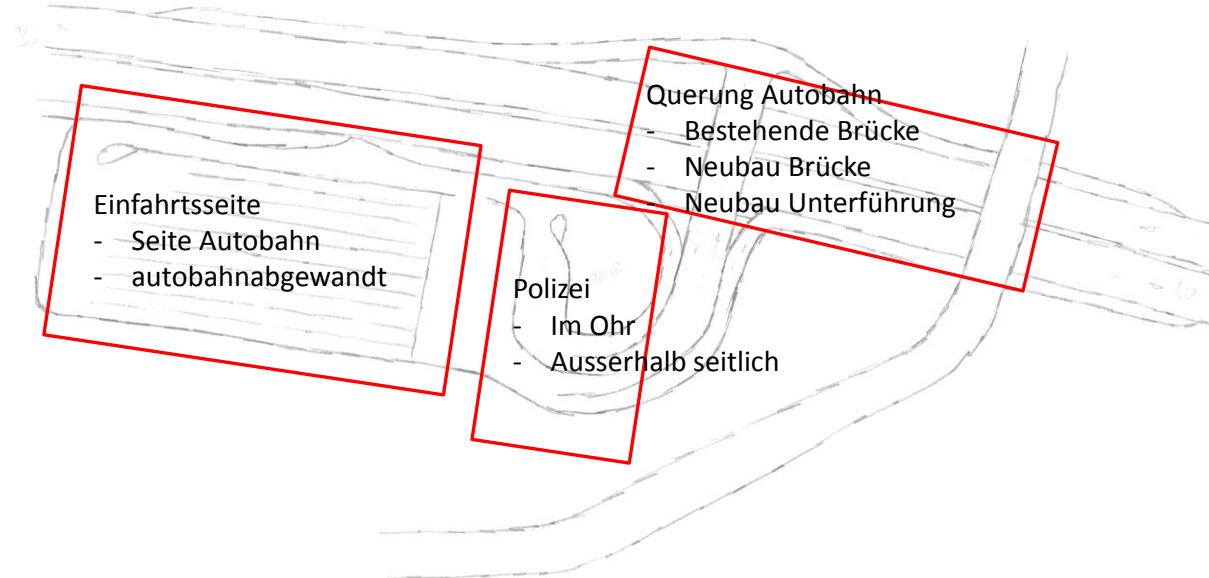 Querung Autobahn
- Bestehende Brücke
- Neubau Brücke
- Neubau Unterführung
Einfahrtsseite
- Seite Autobahn
- autobahnabgewandt
Polizei
- Im Ohr
- Ausserhalb seitlich